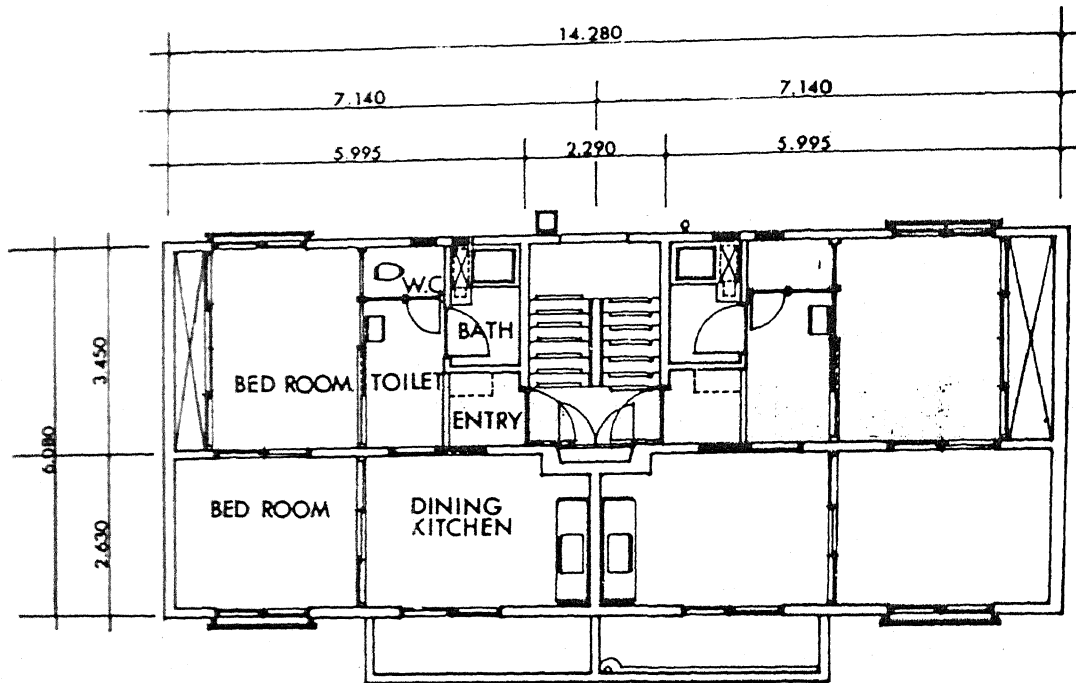 14.280
7.140
7.140
5.995
2.290
5.995
W.C
BATH
3.450
BED ROOM
TOILET
ENTRY
6.080
BED ROOM
DINING
KITCHEN
2.630